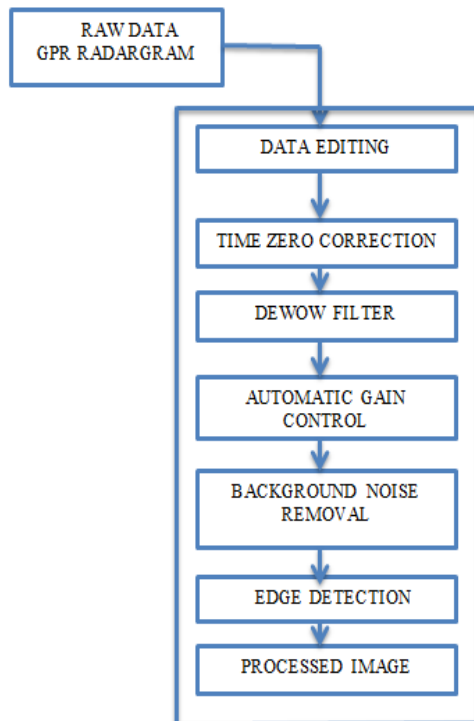 RAW DATA
GPR RADARGRAM
DATA EDITING
TIME ZERO CORRECTION
DEWOW FILTER
AUTOMATIC GAIN
CONTROL
BACKGROUND NOISE
REMOVAL
EDGE DETECTION
PROCESSED IMAGE